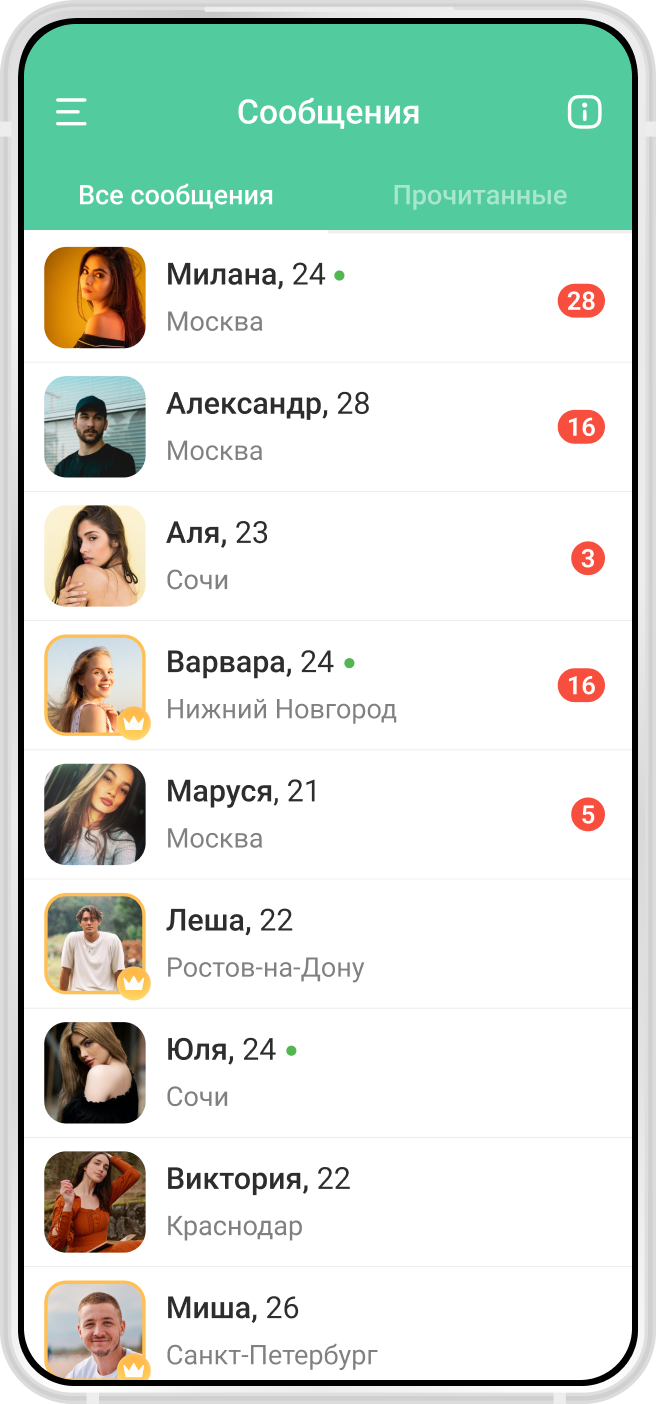 Сообщения
Все сообщения
Прочитанные
Милана, 24
Москва
28
Александр, 28
Москва
16
Аля, 23
Сочи
3
Варвара, 24
Нижний Новгород
16
Маруся, 21
Москва
5
Леша, 22
Ростов-на-Дону
Юля, 24
Сочи
Виктория, 22
Краснодар
Миша, 26
Санкт-Петербург